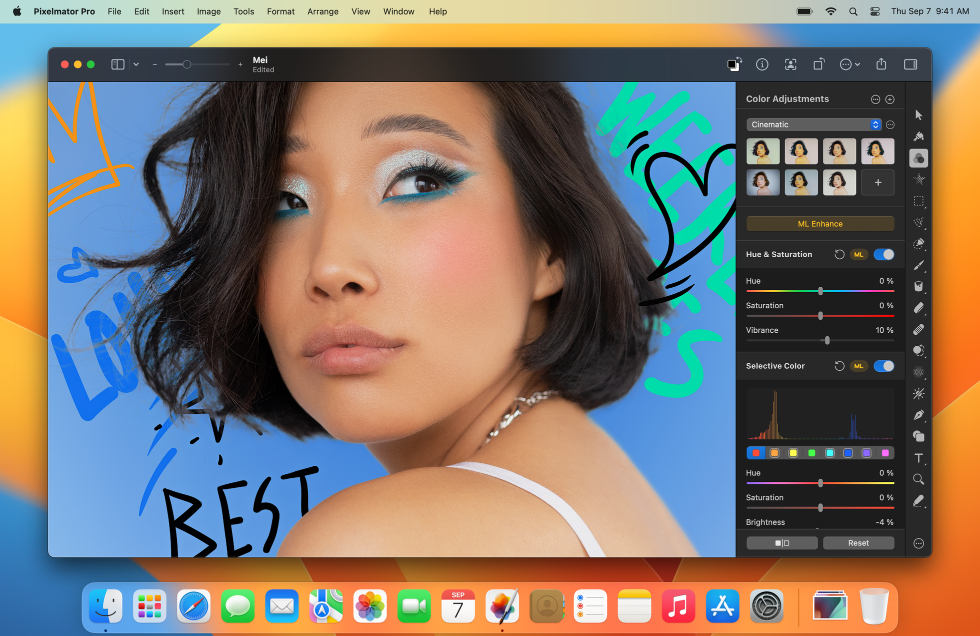 Pixelmator Pro File Edit Insert Image Tools Format Arrange View Window Help Thu Sep 7 9:41 AM
Mei
Edited
Color Adjustments
Cinematic
ML Enhance
Hue & Saturation ML
Hue 0 %
Saturation 0 %
Vibrance 10 %
Selective Color ML
Hue 0 %
Saturation 0 %
Brightness -4 %
Reset
BEST
SEP
7